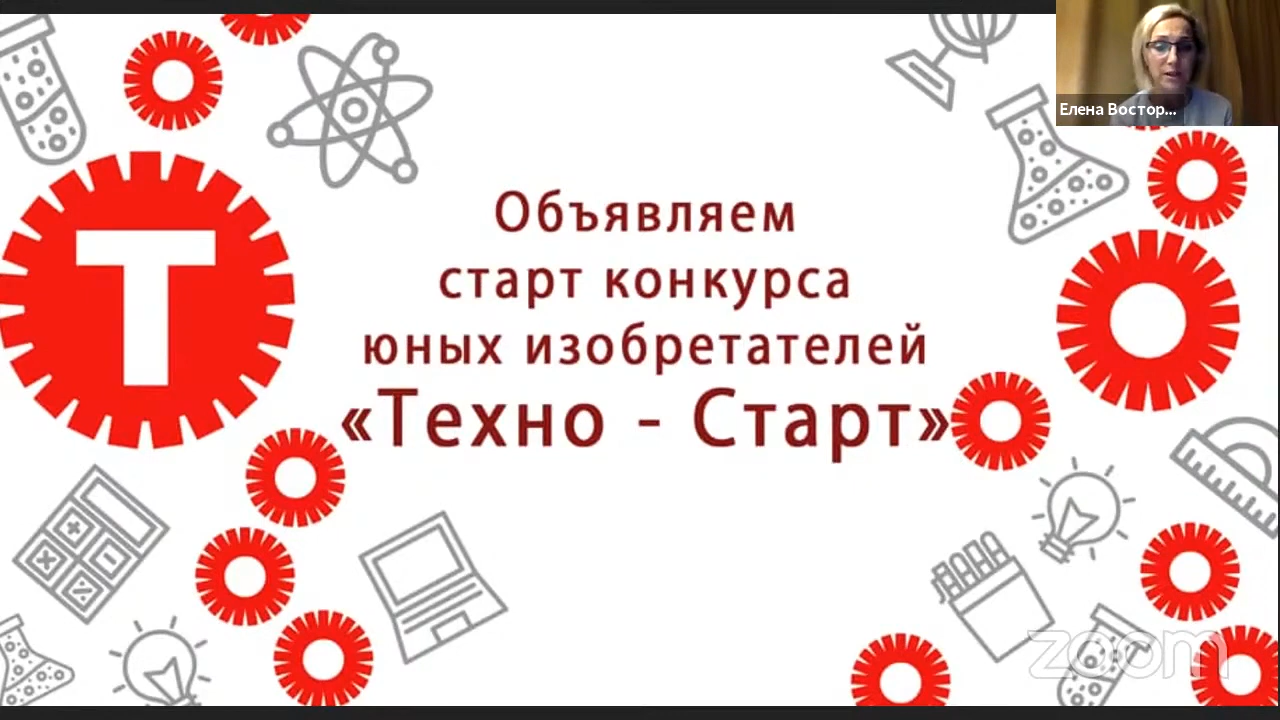 Елена Востор...
Т
Объявляем
старт конкурса
юных изобретателей
«Техно - Старт»
zoom